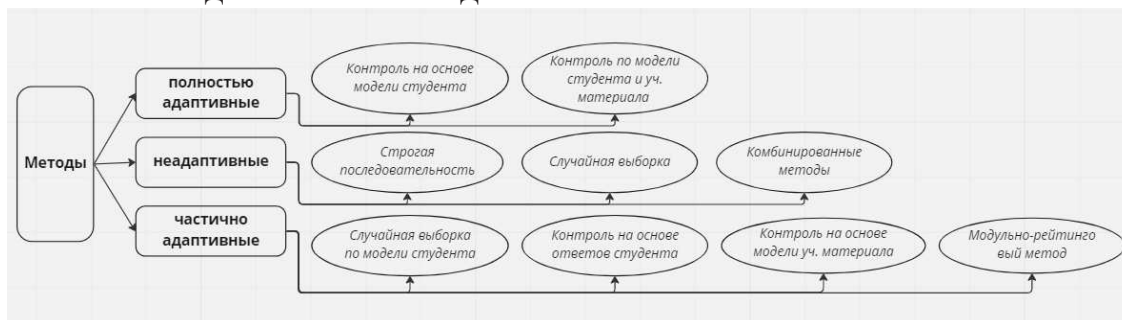 Контроль на основе
модели студента
Контроль по модели
студента и уч.
материала
полностью
адаптивные
Методы
неадаптивные
Строгая
последовательность
Случайная выборка
Комбинированные
методы
частично
адаптивные
Случайная выборка
по модели студента
Контроль на основе
ответов студента
Контроль на основе
модели уч. материала
Модульно-рейтинго
вый метод